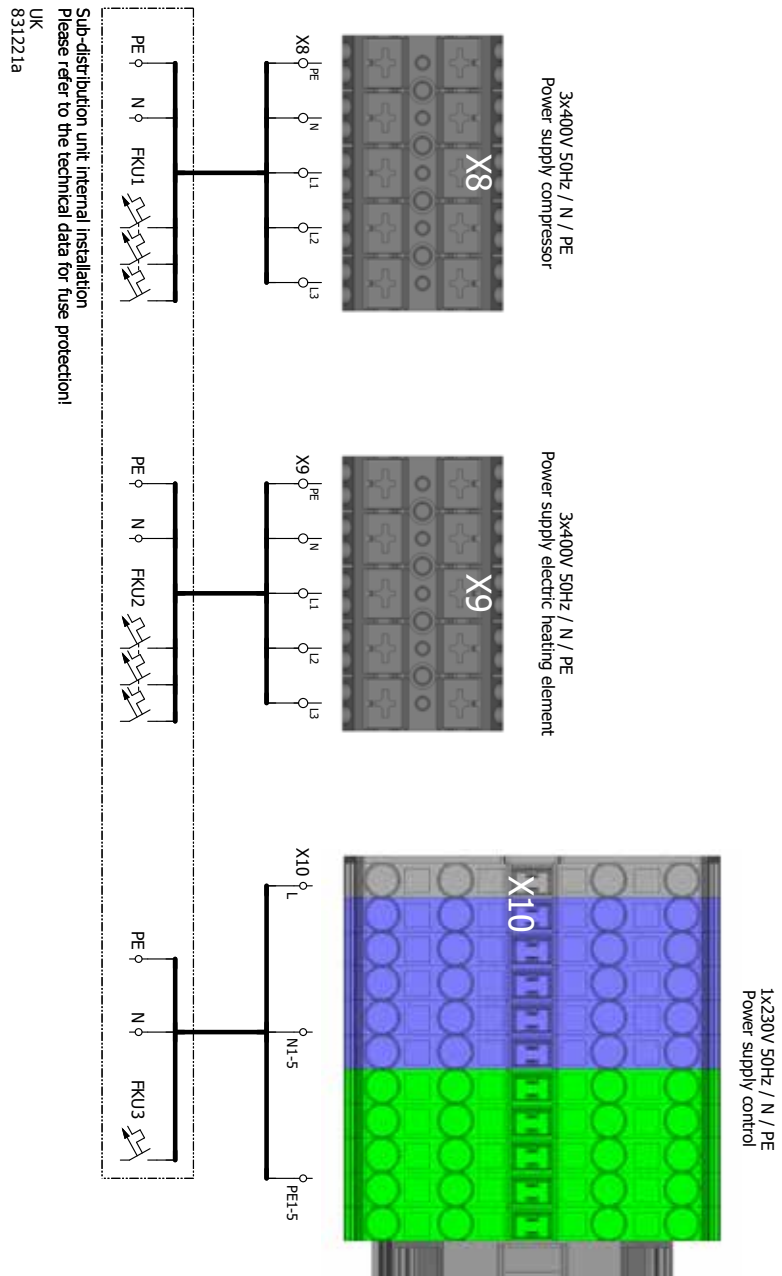 1x230V 50Hz / N / PE
Power supply control
3x400V 50Hz / N / PE
Power supply compressor
3x400V 50Hz / N / PE
Power supply electric heating element
X8
X9
X10
X8
PE
N
L1
L2
L3
X9
PE
N
L1
L2
L3
X10
L
N1-5
PE1-5
PE
N
FKU1
PE
N
FKU2
PE
N
FKU3
Sub-distribution unit internal installation
Please refer to the technical data for fuse protection!
UK
831221a